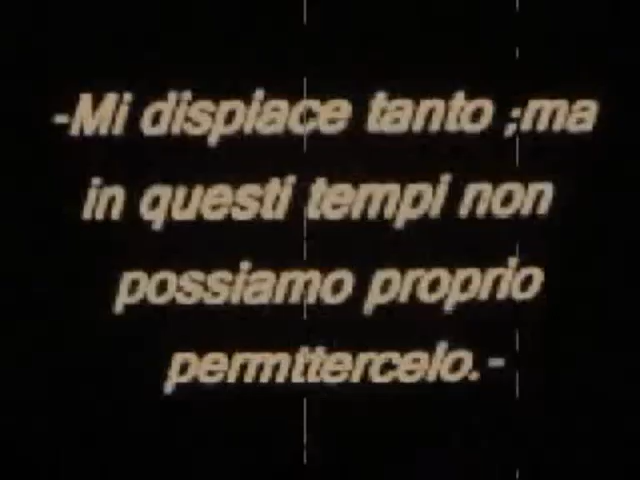 -Mi dispiace tanto ;ma
in questi tempi non
possiamo proprio
permttercelo.-